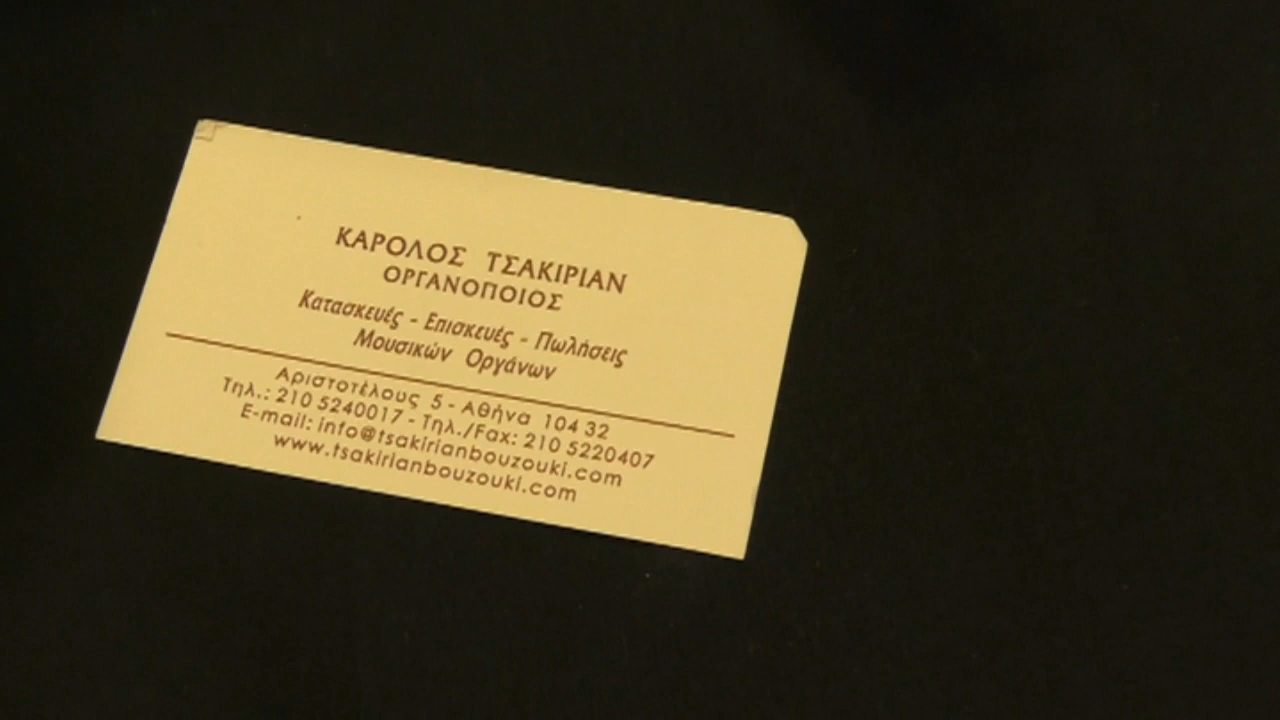 ΚΑΡΟΛΟΣ ΤΣΑΚΙΡΙΑΝ
ΟΡΓΑΝΟΠΟΙΟΣ
Κατασκευές - Επισκευές - Πωλήσεις
Μουσικών Οργάνων
Αριστοτέλους 5 - Αθήνα 104 32
Τηλ.: 210 5240017 - Τηλ./Fax: 210 5220407
E-mail: info@tsakirianbouzouki.com
www.tsakirianbouzouki.com